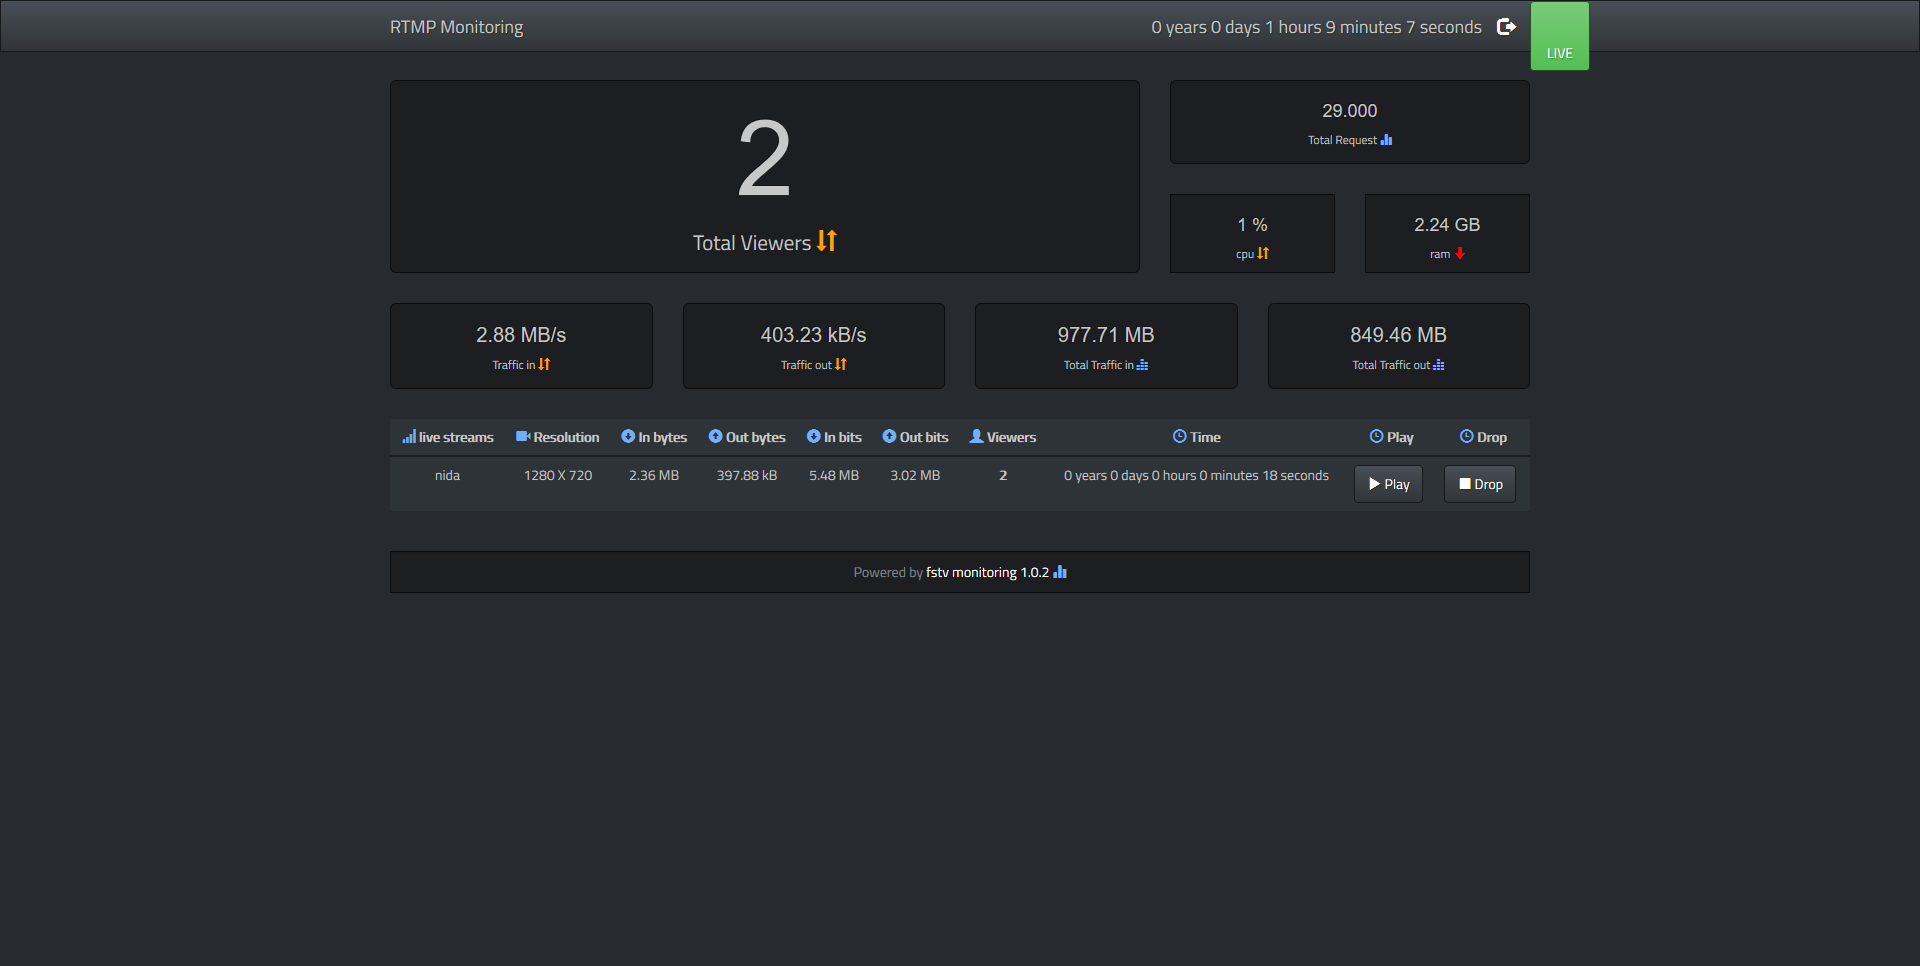 RTMP Monitoring
0 years 0 days 1 hours 9 minutes 7 seconds
LIVE
2
Total Viewers
29.000
Total Request
1 %
cpu
2.24 GB
ram
2.88 MB/s
Traffic in
403.23 kB/s
Traffic out
977.71 MB
Total Traffic in
849.46 MB
Total Traffic out
live streams Resolution In bytes Out bytes In bits Out bits Viewers Time Play Drop
nida 1280 X 720 2.36 MB 397.88 kB 5.48 MB 3.02 MB 2 0 years 0 days 0 hours 0 minutes 18 seconds Play Drop
Powered by fstv monitoring 1.0.2